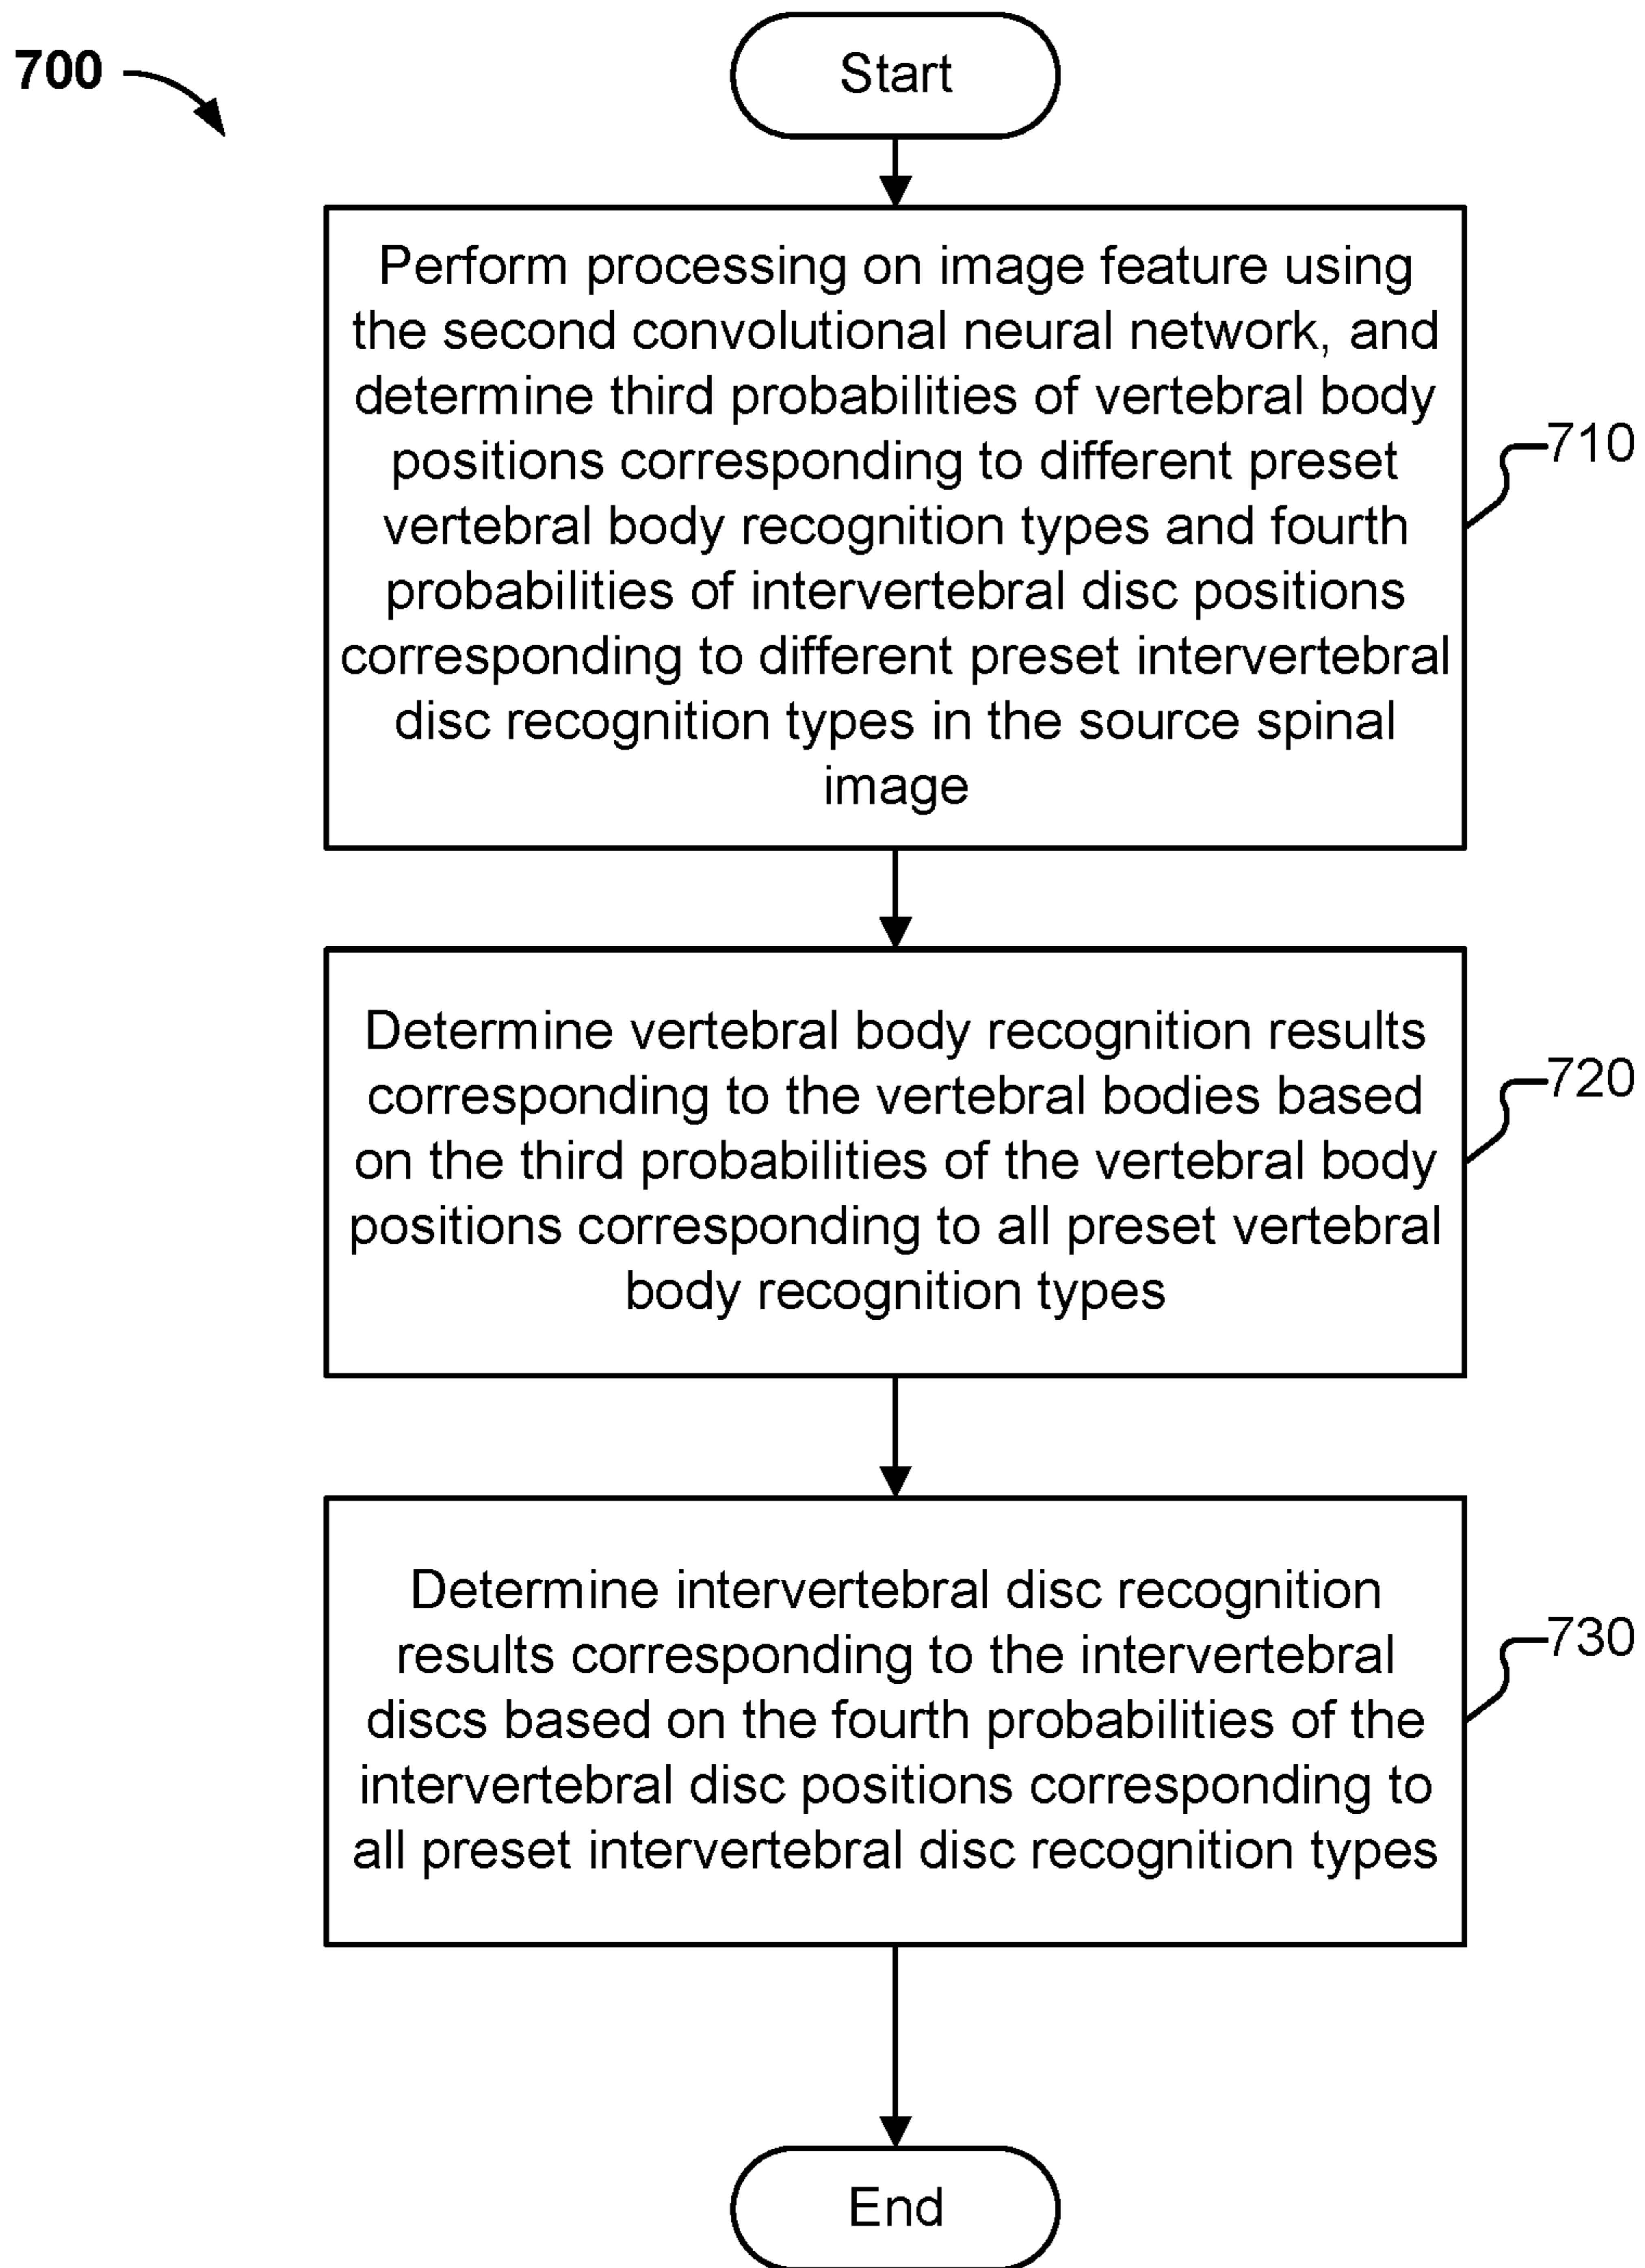 700
Start
Perform processing on image feature using
the second convolutional neural network, and
determine third probabilities of vertebral body
positions corresponding to different preset
vertebral body recognition types and fourth
probabilities of intervertebral disc positions
corresponding to different preset intervertebral
disc recognition types in the source spinal
image
710
Determine vertebral body recognition results
corresponding to the vertebral bodies based
on the third probabilities of the vertebral body
positions corresponding to all preset vertebral
body recognition types
720
Determine intervertebral disc recognition
results corresponding to the intervertebral
discs based on the fourth probabilities of the
intervertebral disc positions corresponding to
all preset intervertebral disc recognition types
730
End